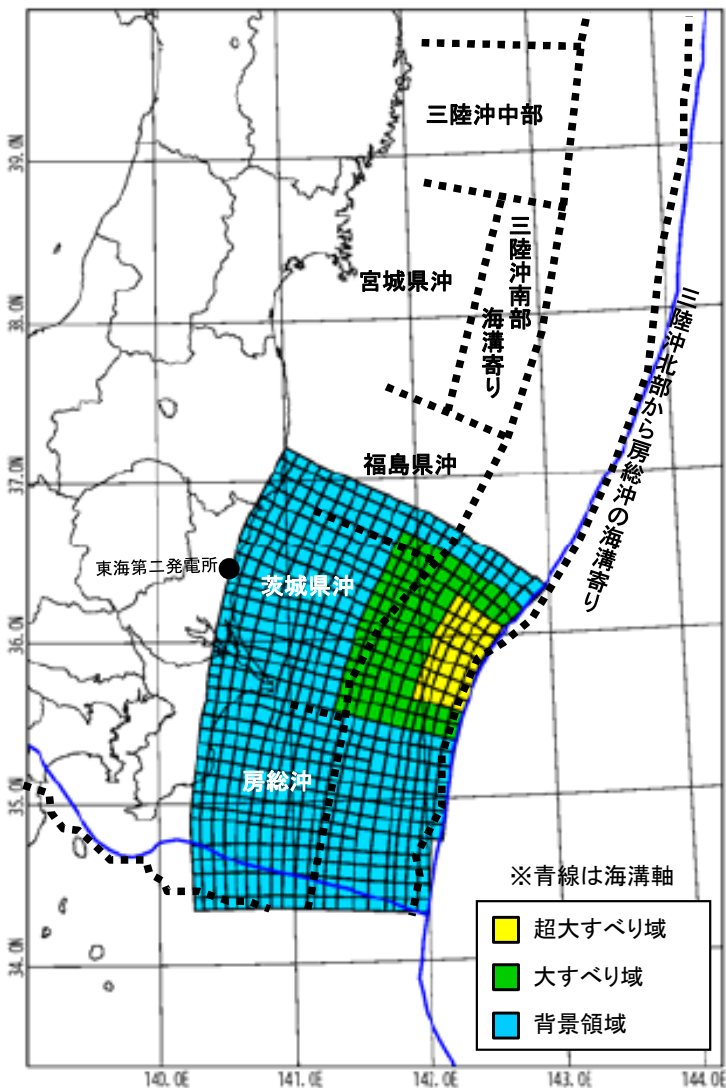 三陸沖中部
39.0N
三陸沖南部
海溝寄り
宮城県沖
38.0N
三陸沖北部から房総沖の海溝寄り
福島県沖
37.0N
東海第二発電所
茨城県沖
36.0N
房総沖
35.0N
※青線は海溝軸
超大すべり域
大すべり域
背景領域
34.0N
140.0E
141.0E
142.0E
143.0E
144.0E